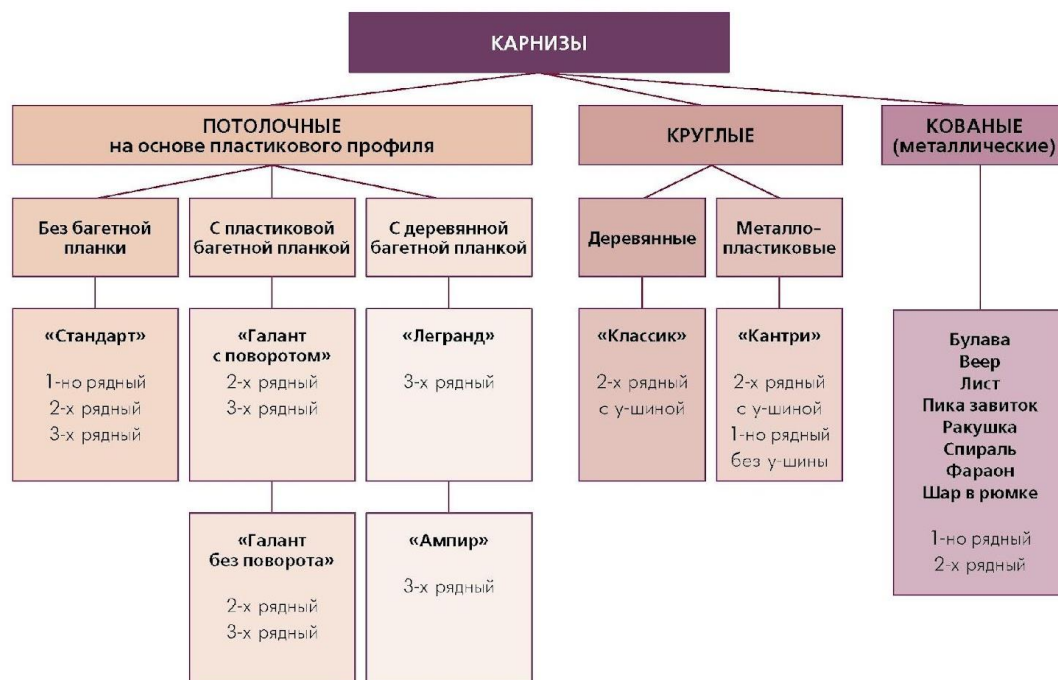 КАРНИЗЫ
ПОТОЛОЧНЫЕ
на основе пластикового профиля
КРУГЛЫЕ
КОВАНЫЕ
(металлические)
Без багетной
планки
С пластиковой
багетной планкой
С деревянной
багетной планкой
Деревянные
Металло-
пластиковые
«Стандарт»
1-но рядный
2-х рядный
3-х рядный
«Галант
с поворотом»
2-х рядный
3-х рядный
«Легранд»
3-х рядный
«Классик»
2-х рядный
с у-шиной
«Кантри»
2-х рядный
с у-шиной
1-но рядный
без у-шины
Булава
Веер
Лист
Пика завиток
Ракушка
Спираль
Фараон
Шар в рюмке
1-но рядный
2-х рядный
«Галант
без поворота»
2-х рядный
3-х рядный
«Ампир»
3-х рядный